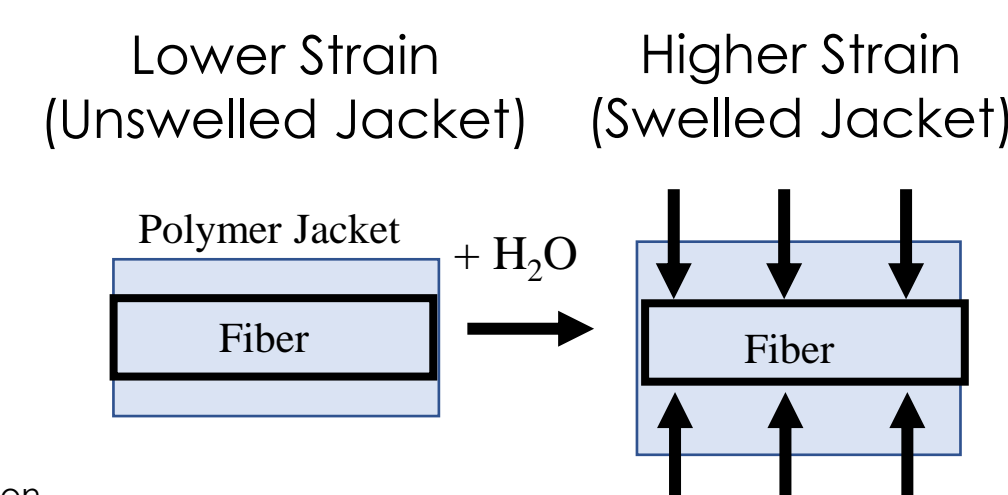 Lower Strain
(Unswelled Jacket)
Higher Strain
(Swelled Jacket)
Polymer Jacket
+ H₂O
Fiber
Fiber